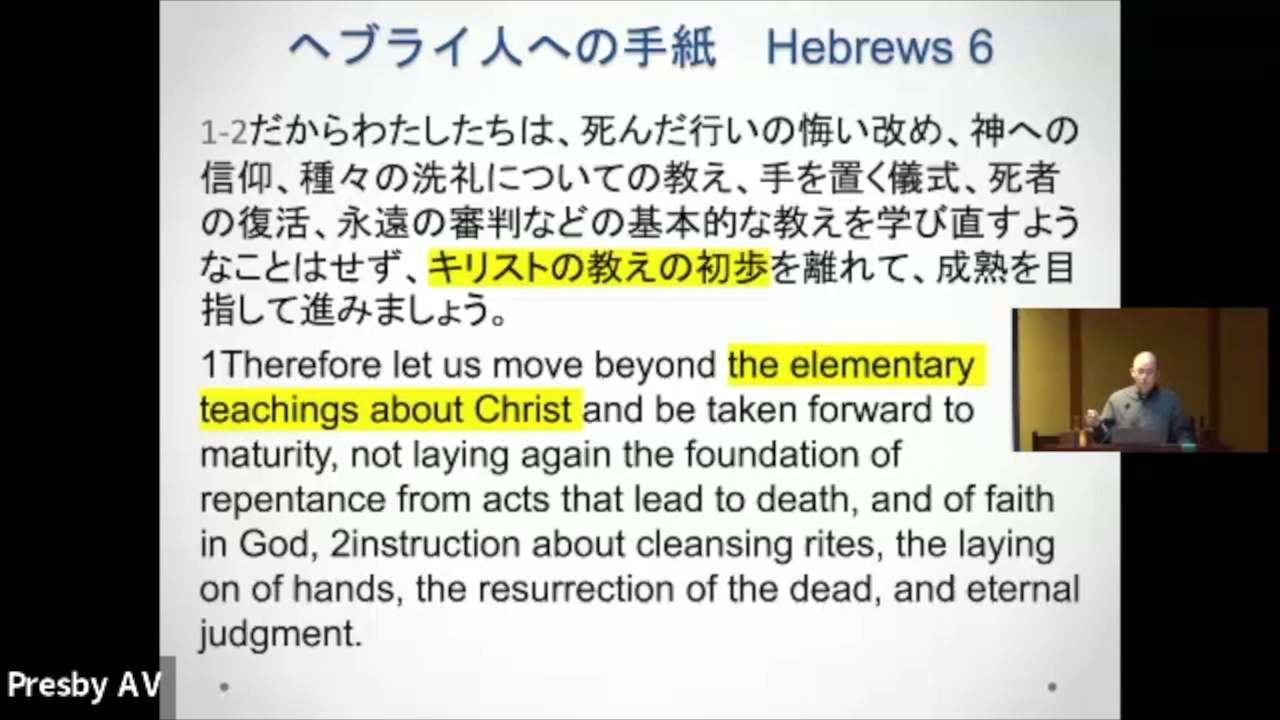 ヘブライ人への手紙　Hebrews 6
1-2だからわたしたちは、死んだ行いの悔い改め、神への
信仰、種々の洗礼についての教え、手を置く儀式、死者
の復活、永遠の審判などの基本的な教えを学び直すよう
なことはせず、キリストの教えの初歩を離れて、成熟を目
指して進みましょう。
1Therefore let us move beyond the elementary
teachings about Christ and be taken forward to
maturity, not laying again the foundation of
repentance from acts that lead to death, and of faith
in God, 2instruction about cleansing rites, the laying
on of hands, the resurrection of the dead, and eternal
judgment.
Presby AV